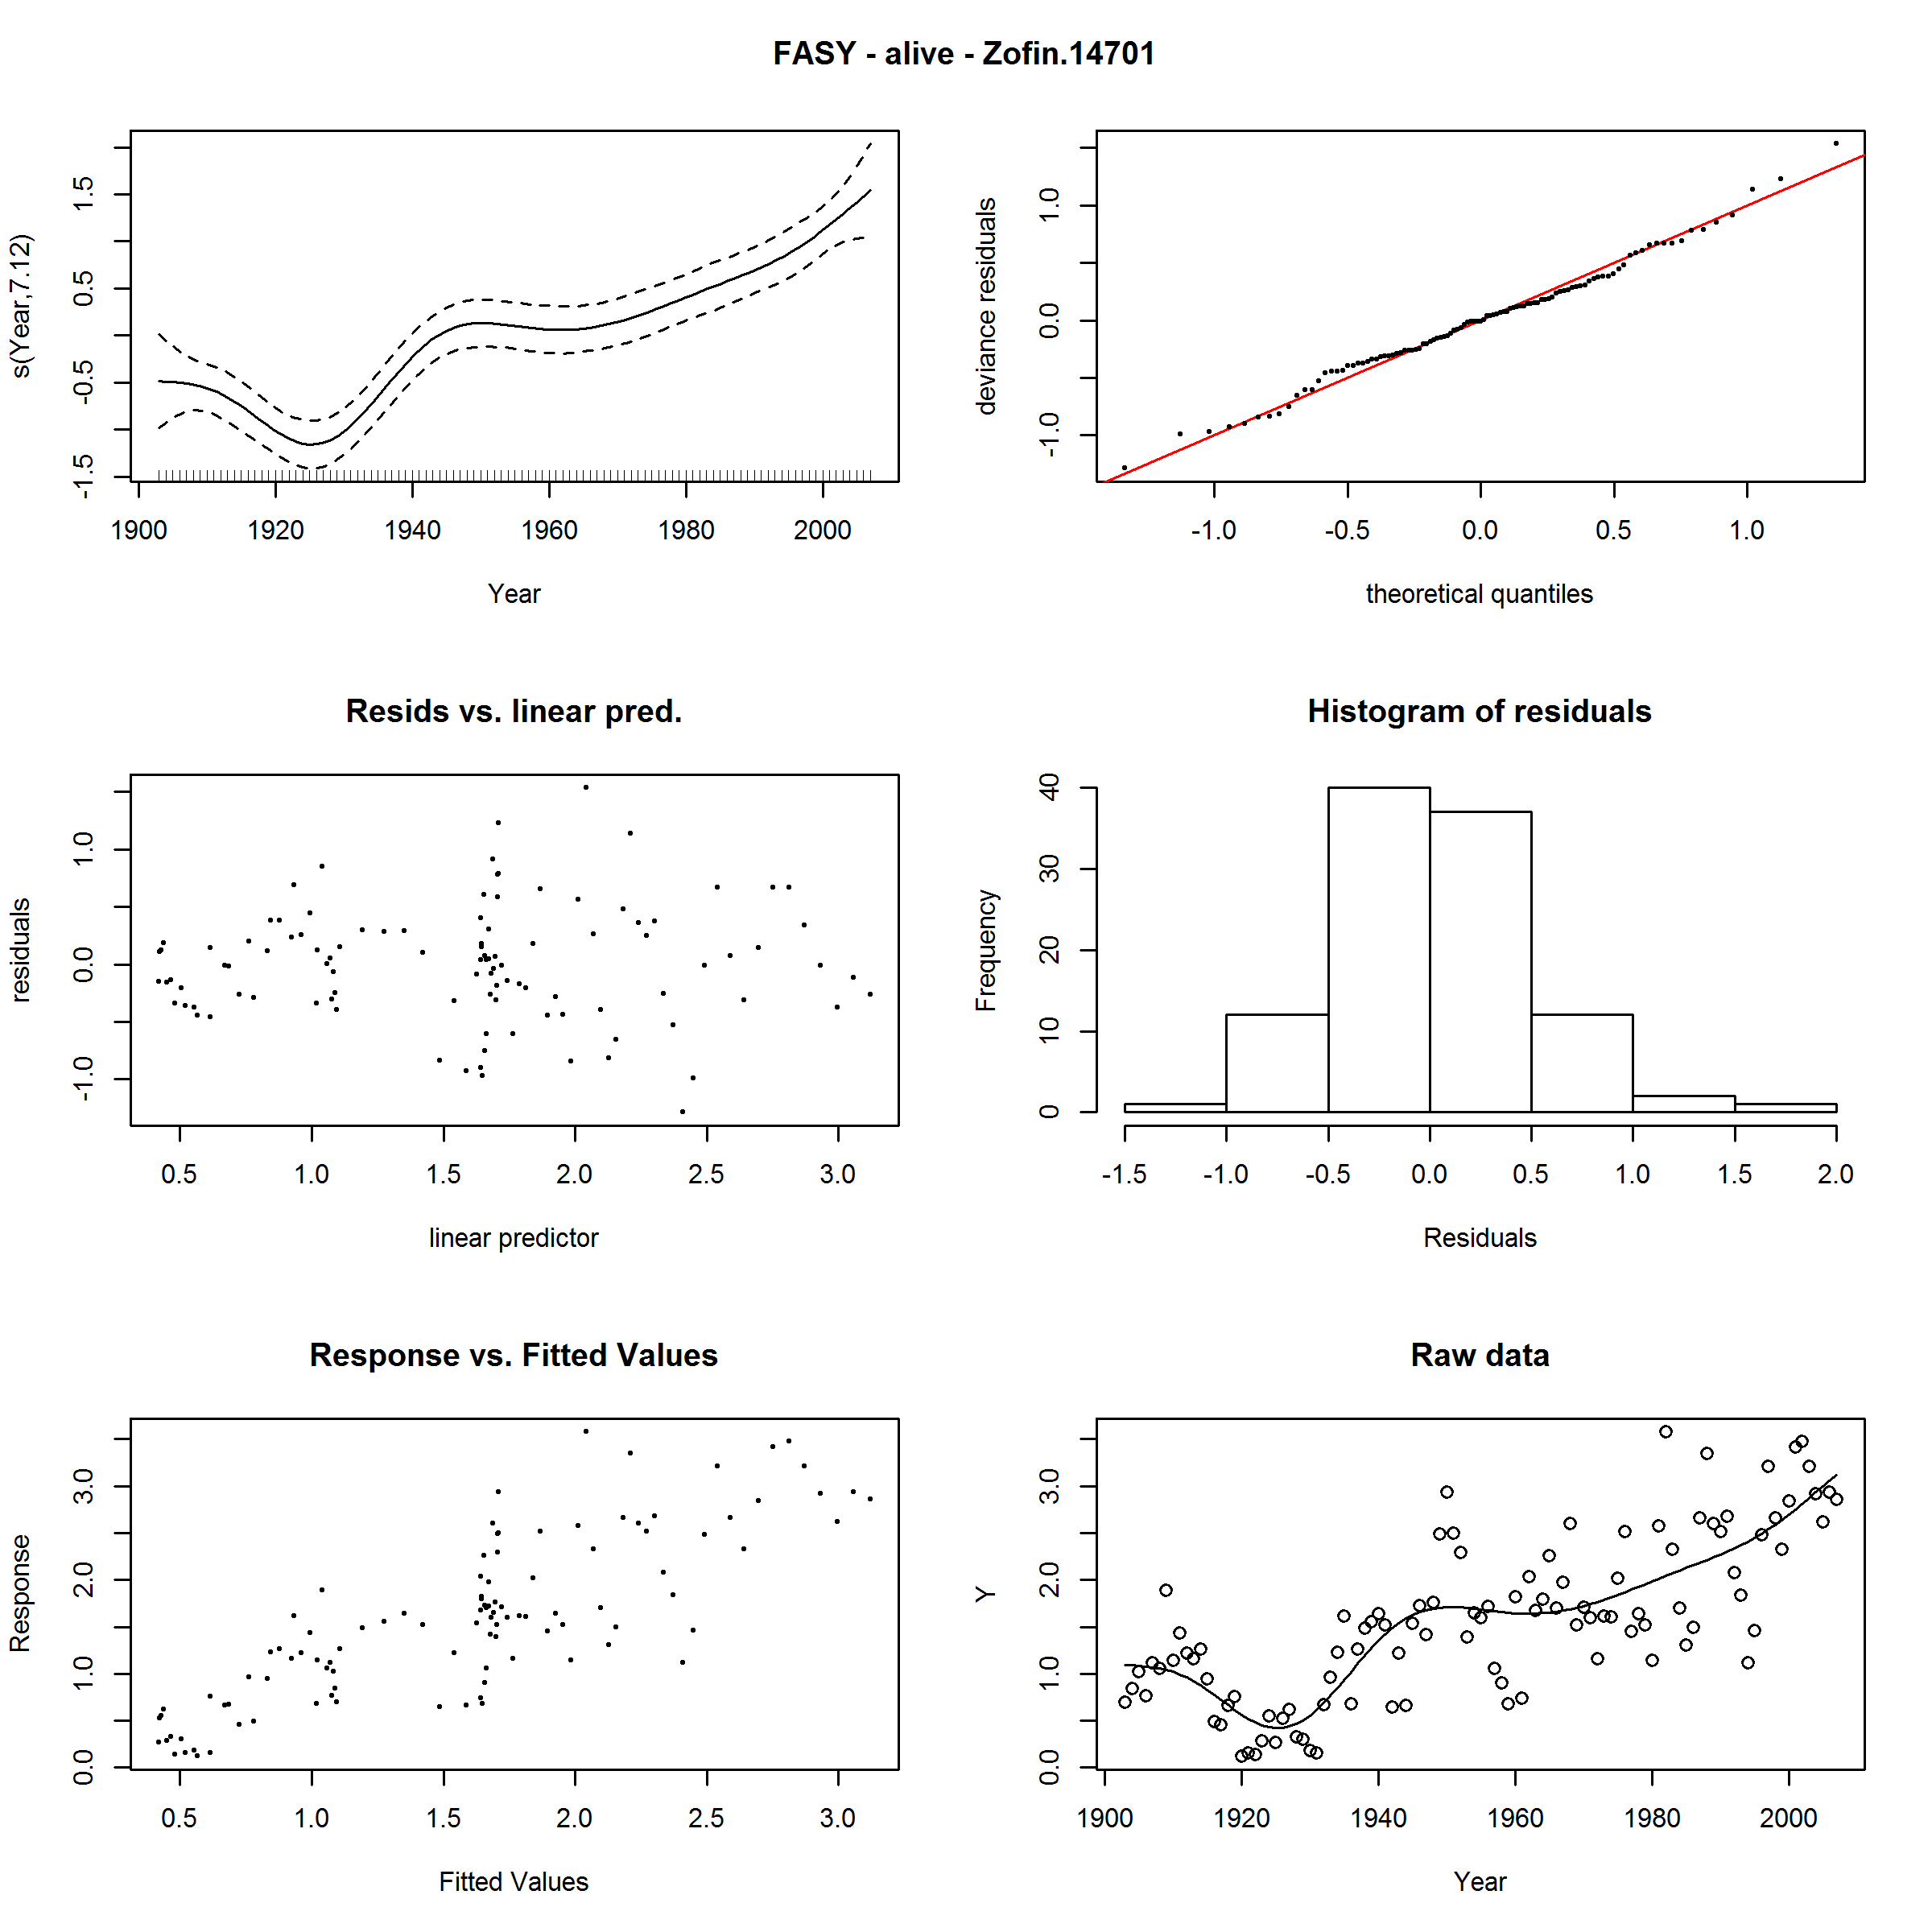 FASY - alive - Zofin.14701
s(Year,7.12)
-1.5 -0.5 0.5 1.5
1900 1920 1940 1960 1980 2000
Year
deviance residuals
-1.0 0.0 1.0
-1.0 -0.5 0.0 0.5 1.0
theoretical quantiles
Resids vs. linear pred.
residuals
-1.0 0.0 1.0
0.5 1.0 1.5 2.0 2.5 3.0
linear predictor
Histogram of residuals
Frequency
0 10 20 30 40
-1.5 -1.0 -0.5 0.0 0.5 1.0 1.5 2.0
Residuals
Response vs. Fitted Values
Response
0.0 1.0 2.0 3.0
0.5 1.0 1.5 2.0 2.5 3.0
Fitted Values
Raw data
Y
0.0 1.0 2.0 3.0
1900 1920 1940 1960 1980 2000
Year